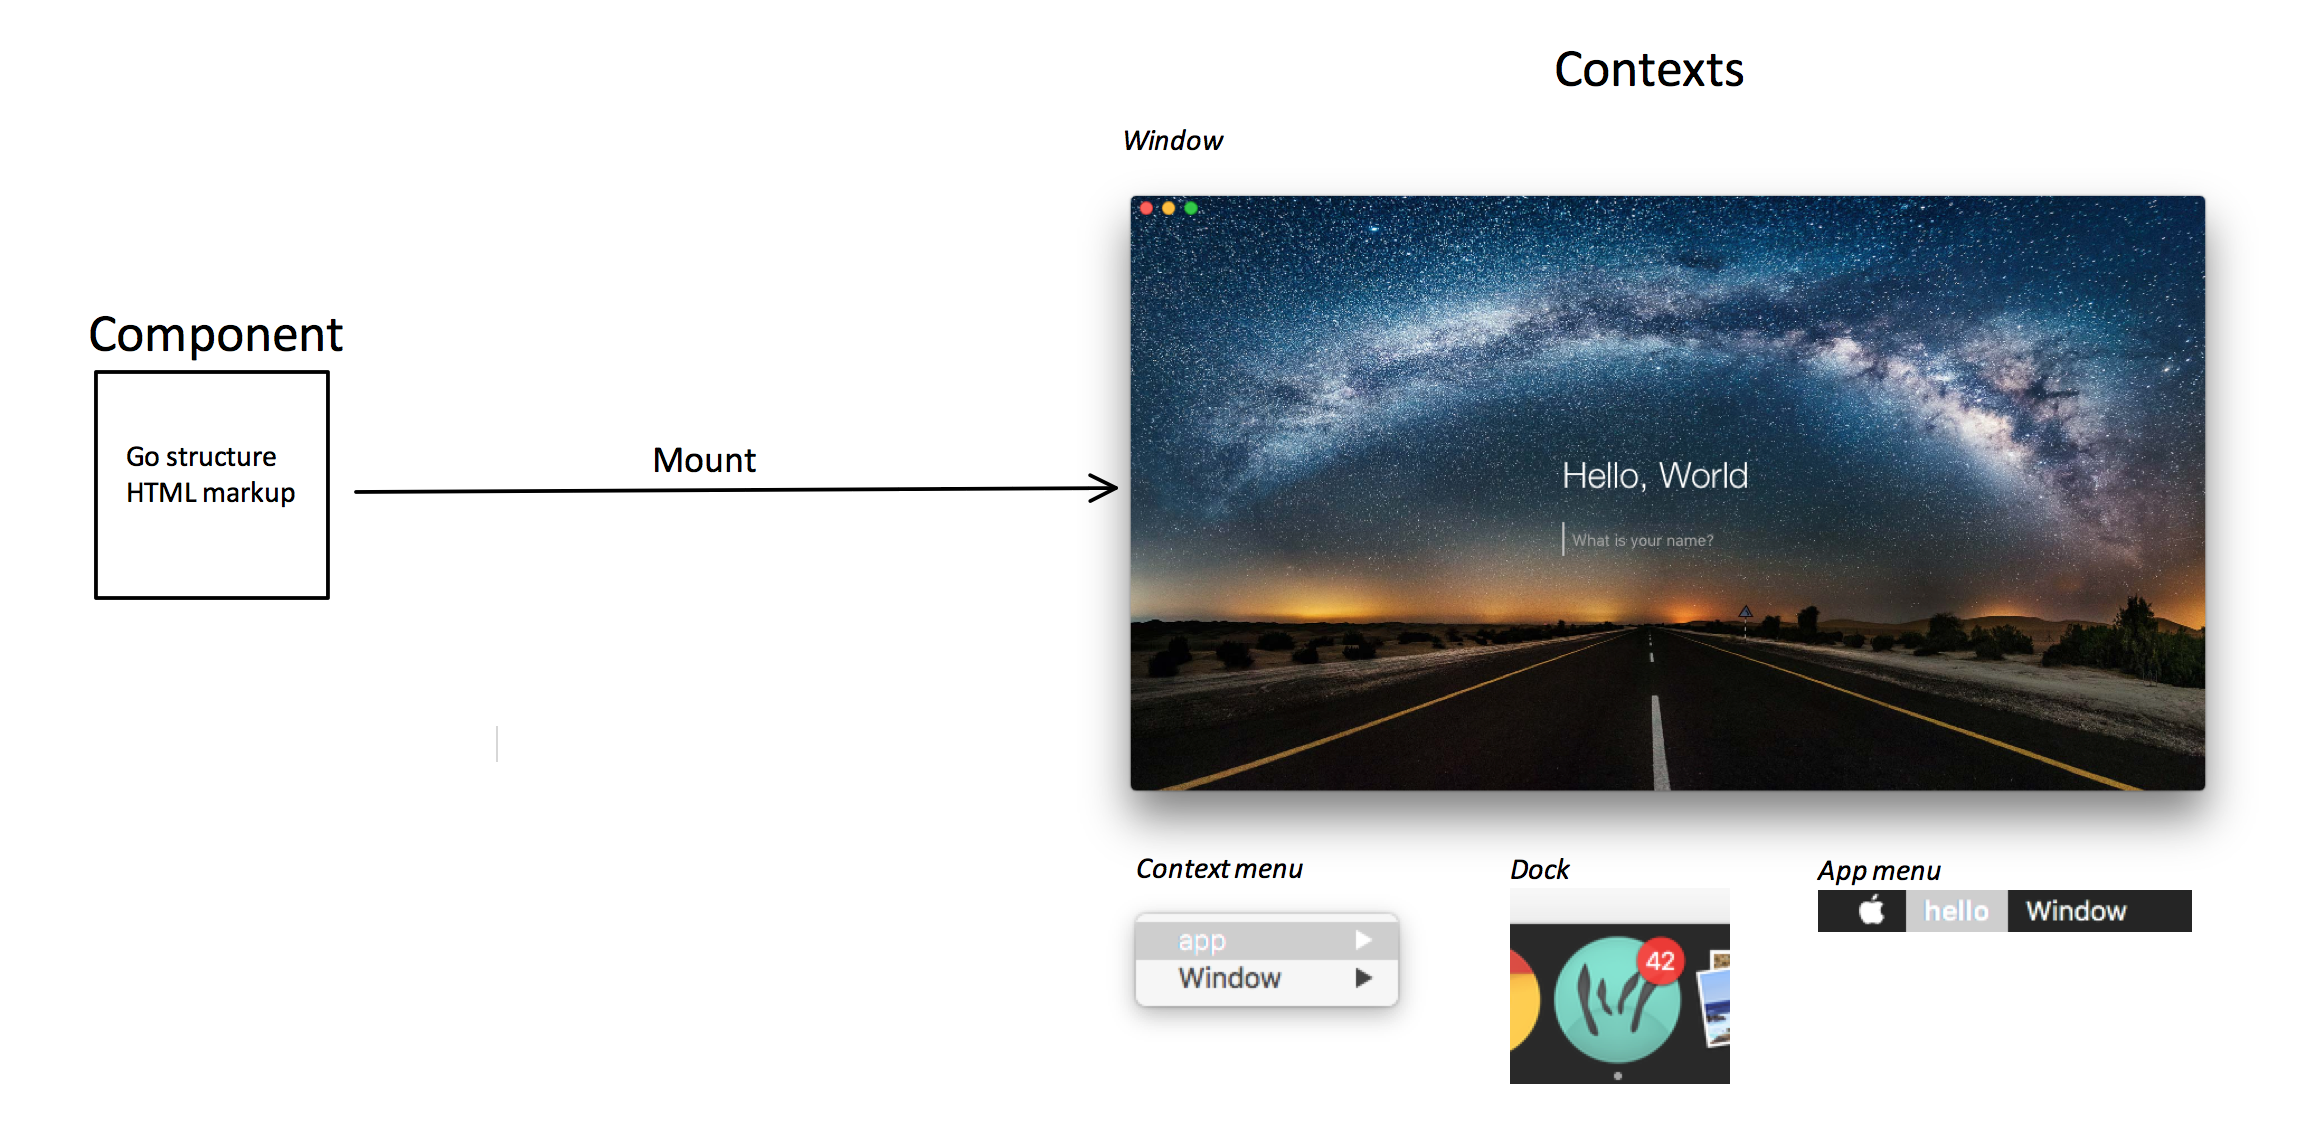 Contexts
Window
Component
Go structure
HTML markup
Mount
Hello, World
What is your name?
Context menu
app
Window
Dock
42
App menu
hello Window